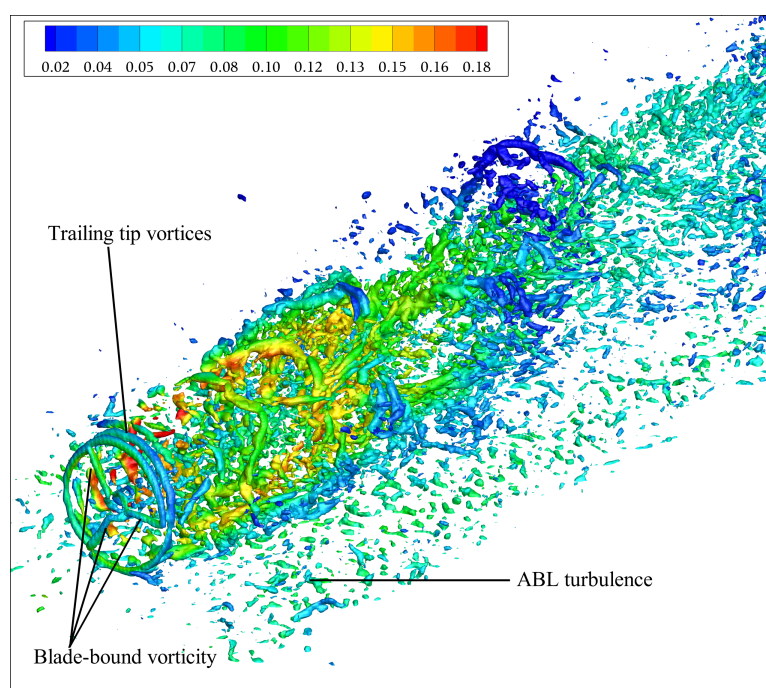 0.02 0.04 0.05 0.07 0.08 0.10 0.12 0.13 0.15 0.16 0.18
Trailing tip vortices
ABL turbulence
Blade-bound vorticity